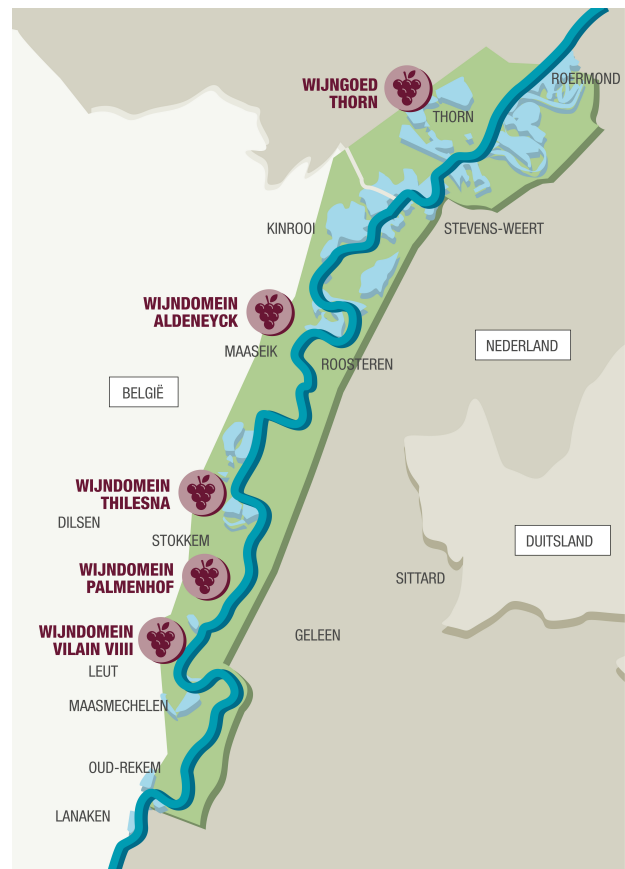 ROERMOND
WIJNGOED
THORN
THORN
KINROOI
STEVENS-WEERT
WIJNDOMEIN
ALDENEYCK
NEDERLAND
MAASEIK
ROOSTEREN
BELGIË
WIJNDOMEIN
THILESNA
DILSEN
STOKKEM
DUITSLAND
WIJNDOMEIN
PALMENHOF
SITTARD
WIJNDOMEIN
VILAIN VIIII
GELEEN
LEUT
MAASMECHELEN
OUD-REKEM
LANAKEN